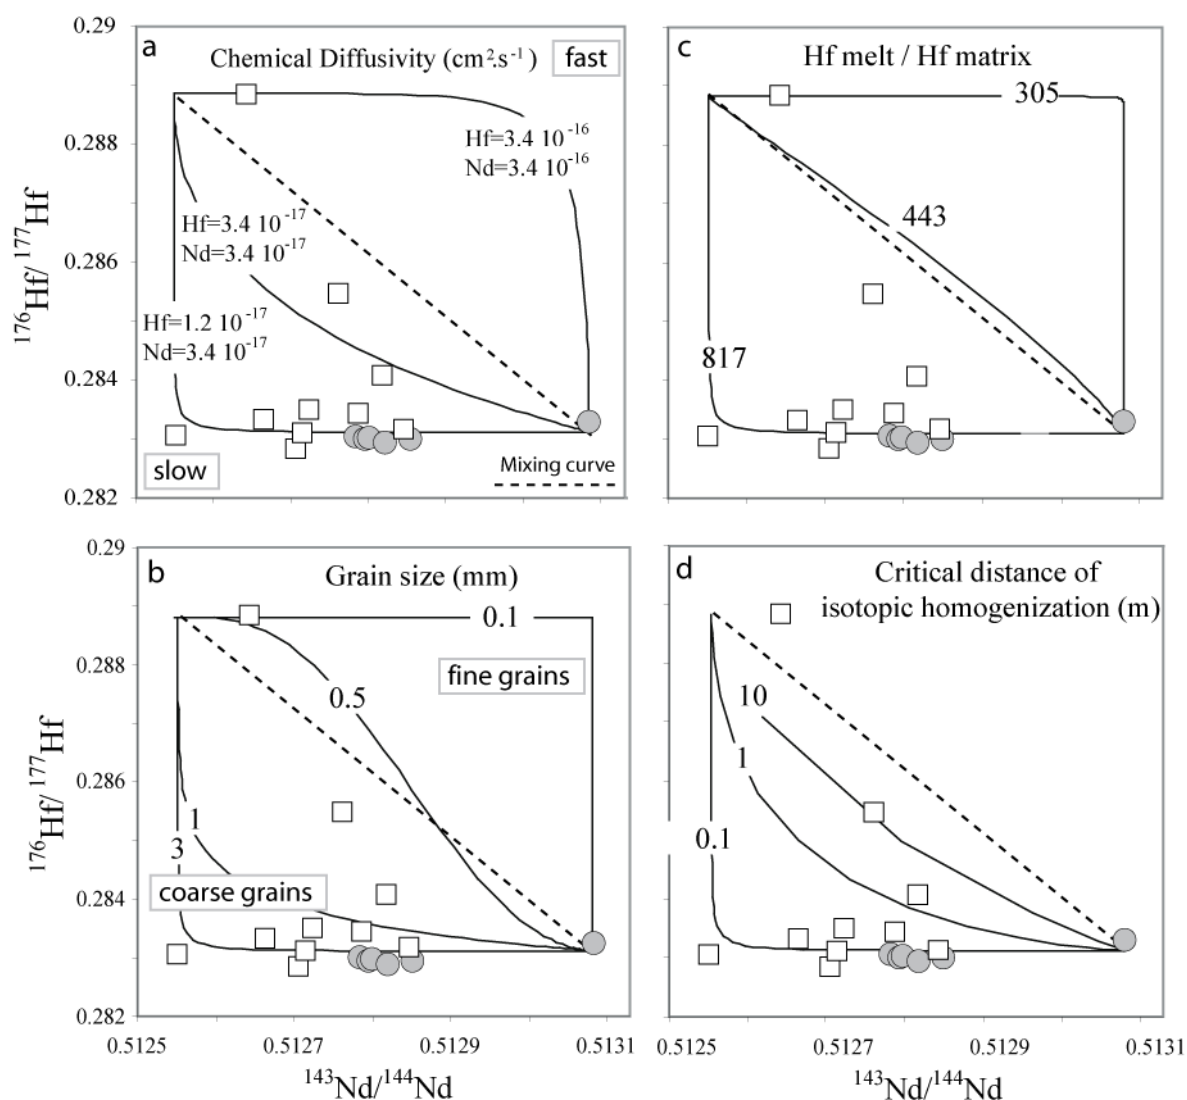 0.29
0.288
0.286
0.284
0.282
176Hf/ 177Hf
a
Chemical Diffusivity (cm².s⁻¹)
fast
Hf=3.4 10⁻¹⁶
Nd=3.4 10⁻¹⁶
Hf=3.4 10⁻¹⁷
Nd=3.4 10⁻¹⁷
Hf=1.2 10⁻¹⁷
Nd=3.4 10⁻¹⁷
slow
Mixing curve
c
Hf melt / Hf matrix
305
443
817
0.29
0.288
0.286
0.284
0.282
176Hf/ 177Hf
b
Grain size (mm)
0.1
fine grains
0.5
1
3
coarse grains
0.5125
0.5127
0.5129
0.5131
143Nd/144Nd
d
Critical distance of
isotopic homogenization (m)
10
1
0.1
0.5125
0.5127
0.5129
0.5131
143Nd/144Nd